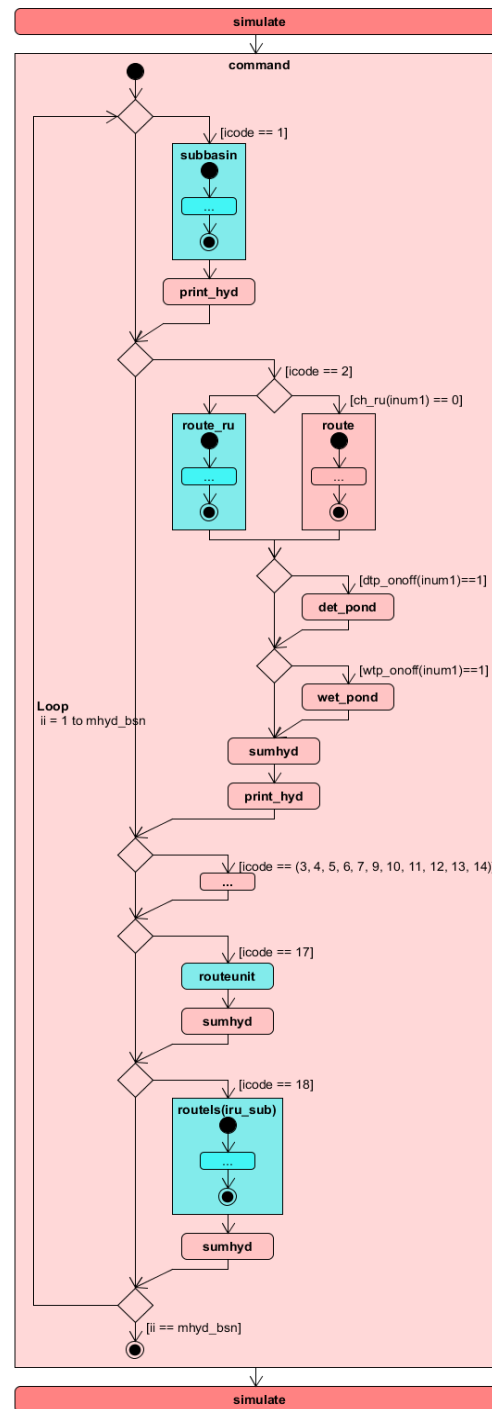 simulate
command
[icode == 1]
subbasin
...
print_hyd
[icode == 2]
[ch_ru(inum1) == 0]
route_ru
route
...
...
[dtp_onoff(inum1)==1]
det_pond
[wtp_onoff(inum1)==1]
wet_pond
Loop
ii = 1 to mhyd_bsn
sumhyd
print_hyd
[icode == (3, 4, 5, 6, 7, 9, 10, 11, 12, 13, 14)]
...
[icode == 17]
routeunit
sumhyd
[icode == 18]
routels(iru_sub)
...
sumhyd
[ii == mhyd_bsn]
simulate